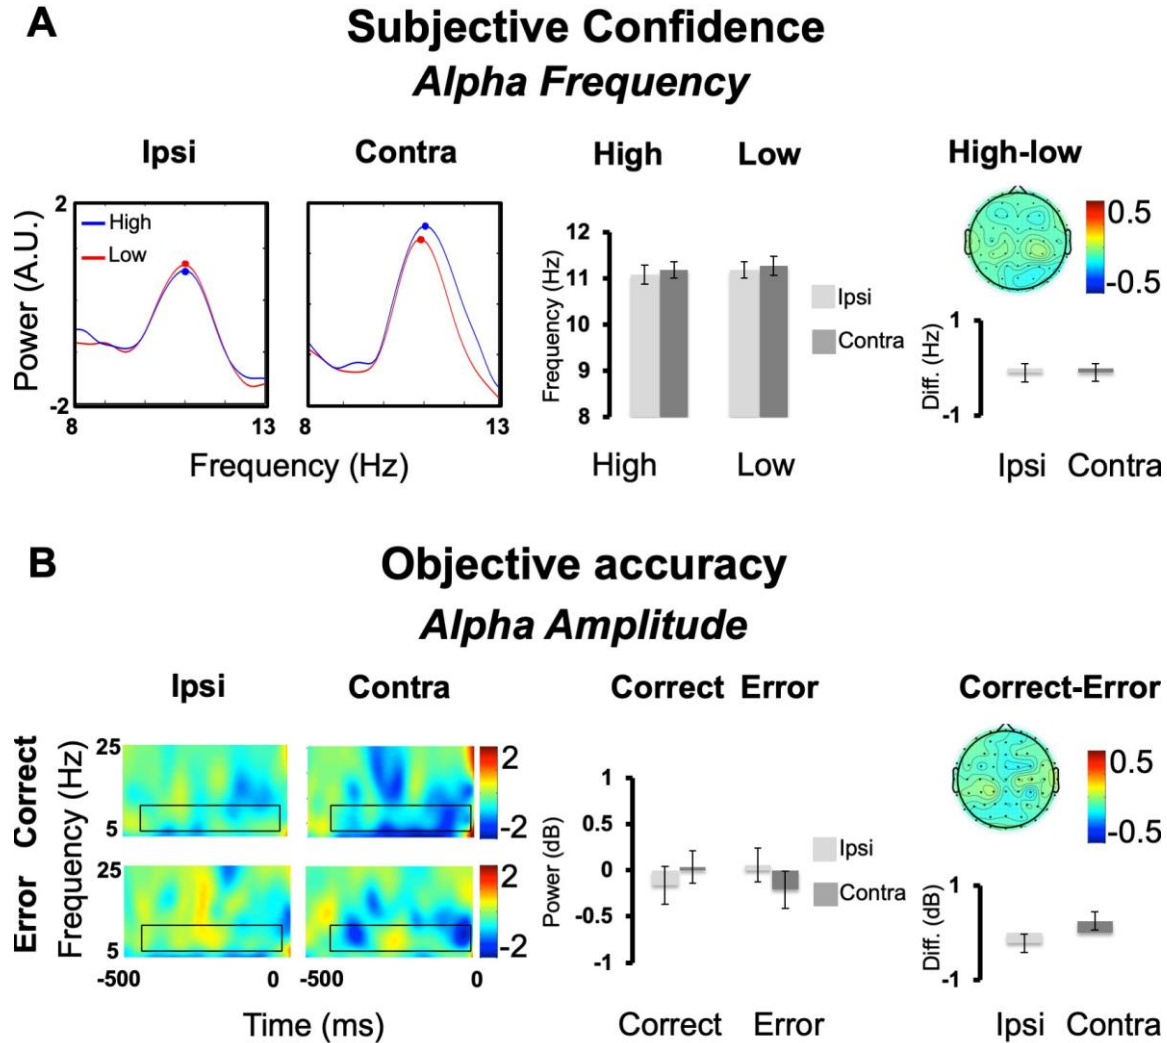 A
Subjective Confidence
Alpha Frequency
Ipsi
Contra
High
Low
High-low
Power (A.U.)
2
-2
High
Low
8
13
8
13
Frequency (Hz)
Frequency (Hz)
12
11
10
9
8
Ipsi
Contra
High
Low
0.5
-0.5
Diff. (Hz)
1
-1
Ipsi
Contra
B
Objective accuracy
Alpha Amplitude
Ipsi
Contra
Correct Error
Correct-Error
Correct
Error
Frequency (Hz)
25
5
25
5
2
-2
2
-2
-500
0
-500
0
Time (ms)
Power (dB)
1
0.5
0
-0.5
-1
Ipsi
Contra
Correct
Error
0.5
-0.5
Diff. (dB)
1
-1
Ipsi
Contra